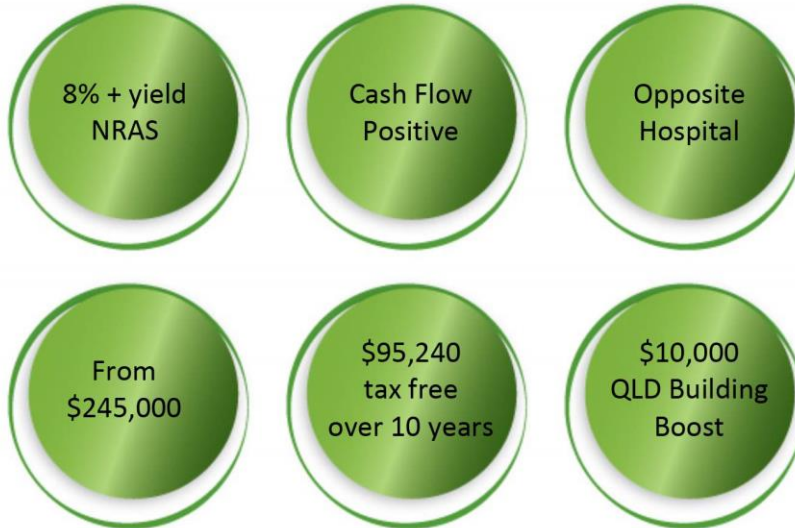 8% + yield
NRAS
Cash Flow
Positive
Opposite
Hospital
From
$245,000
$95,240
tax free
over 10 years
$10,000
QLD Building
Boost